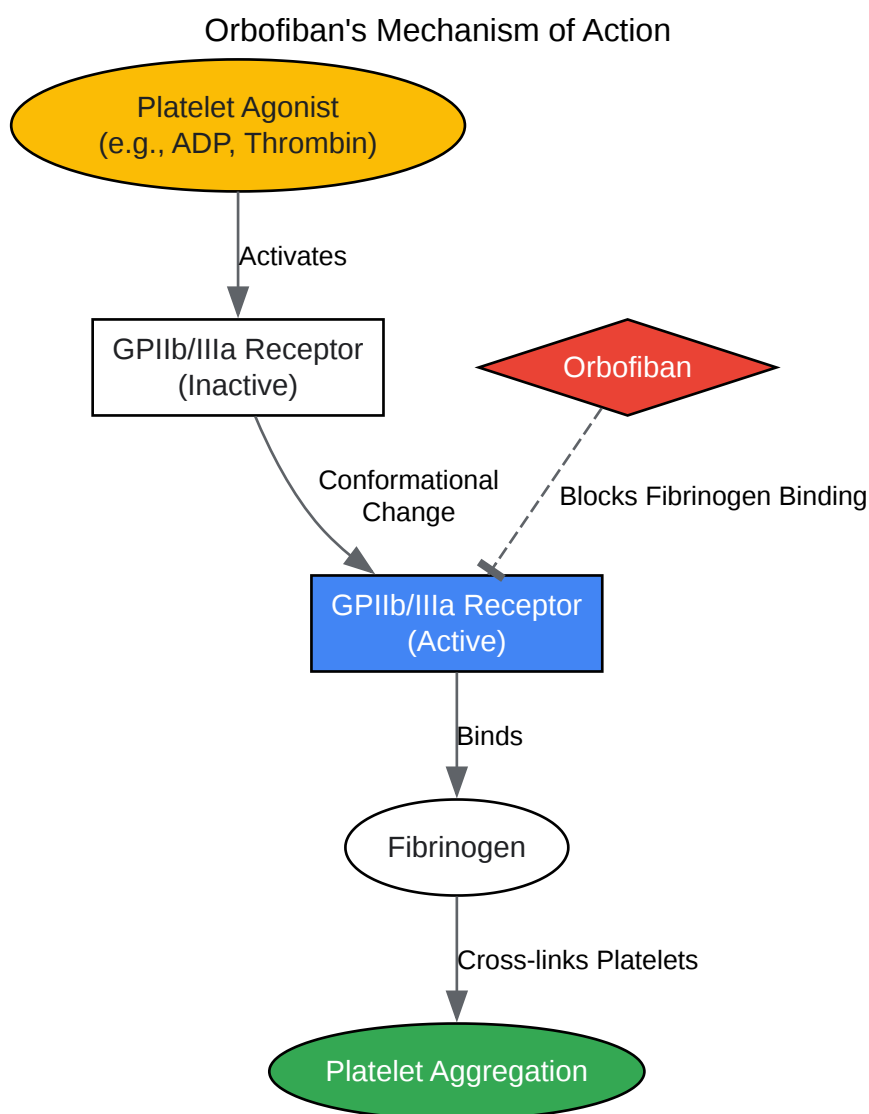 Orbofiban's Mechanism of Action
Platelet Agonist
(e.g., ADP, Thrombin)
Activates
GPIIb/IIIa Receptor
(Inactive)
Orbofiban
Conformational
Change
Blocks Fibrinogen Binding
GPIIb/IIIa Receptor
(Active)
Binds
Fibrinogen
Cross-links Platelets
Platelet Aggregation